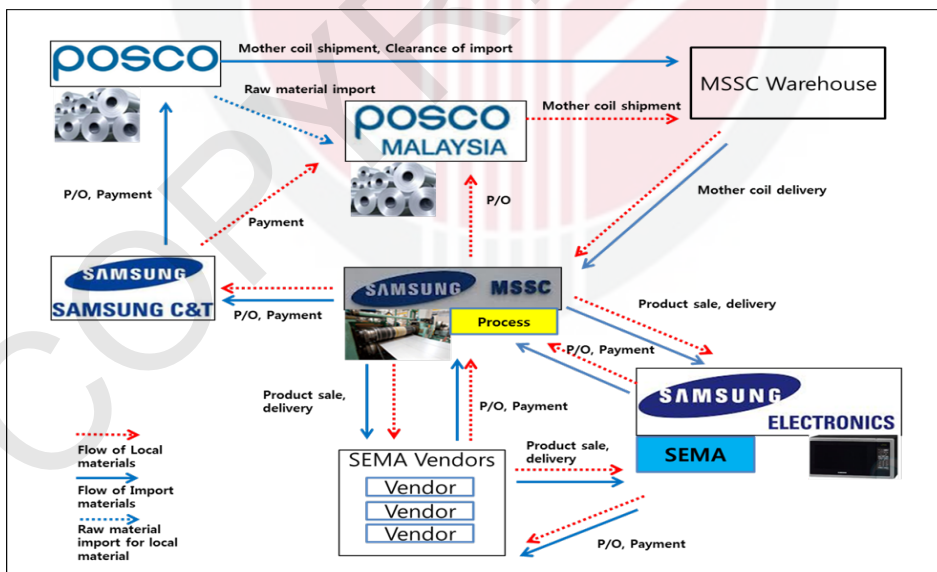 posco
Mother coil shipment, Clearance of import
MSSC Warehouse
Raw material import
posco
MALAYSIA
Mother coil shipment
P/O, Payment
Payment
P/O
Mother coil delivery
SAMSUNG
SAMSUNG C&T
P/O, Payment
SAMSUNG MSSC
Process
Product sale, delivery
P/O, Payment
SAMSUNG
ELECTRONICS
SEMA
Product sale,
delivery
P/O, Payment
Product sale,
delivery
SEMA Vendors
Vendor
Vendor
Vendor
P/O, Payment
Flow of Local
materials
Flow of Import
materials
Raw material
import for local
material
COPYR